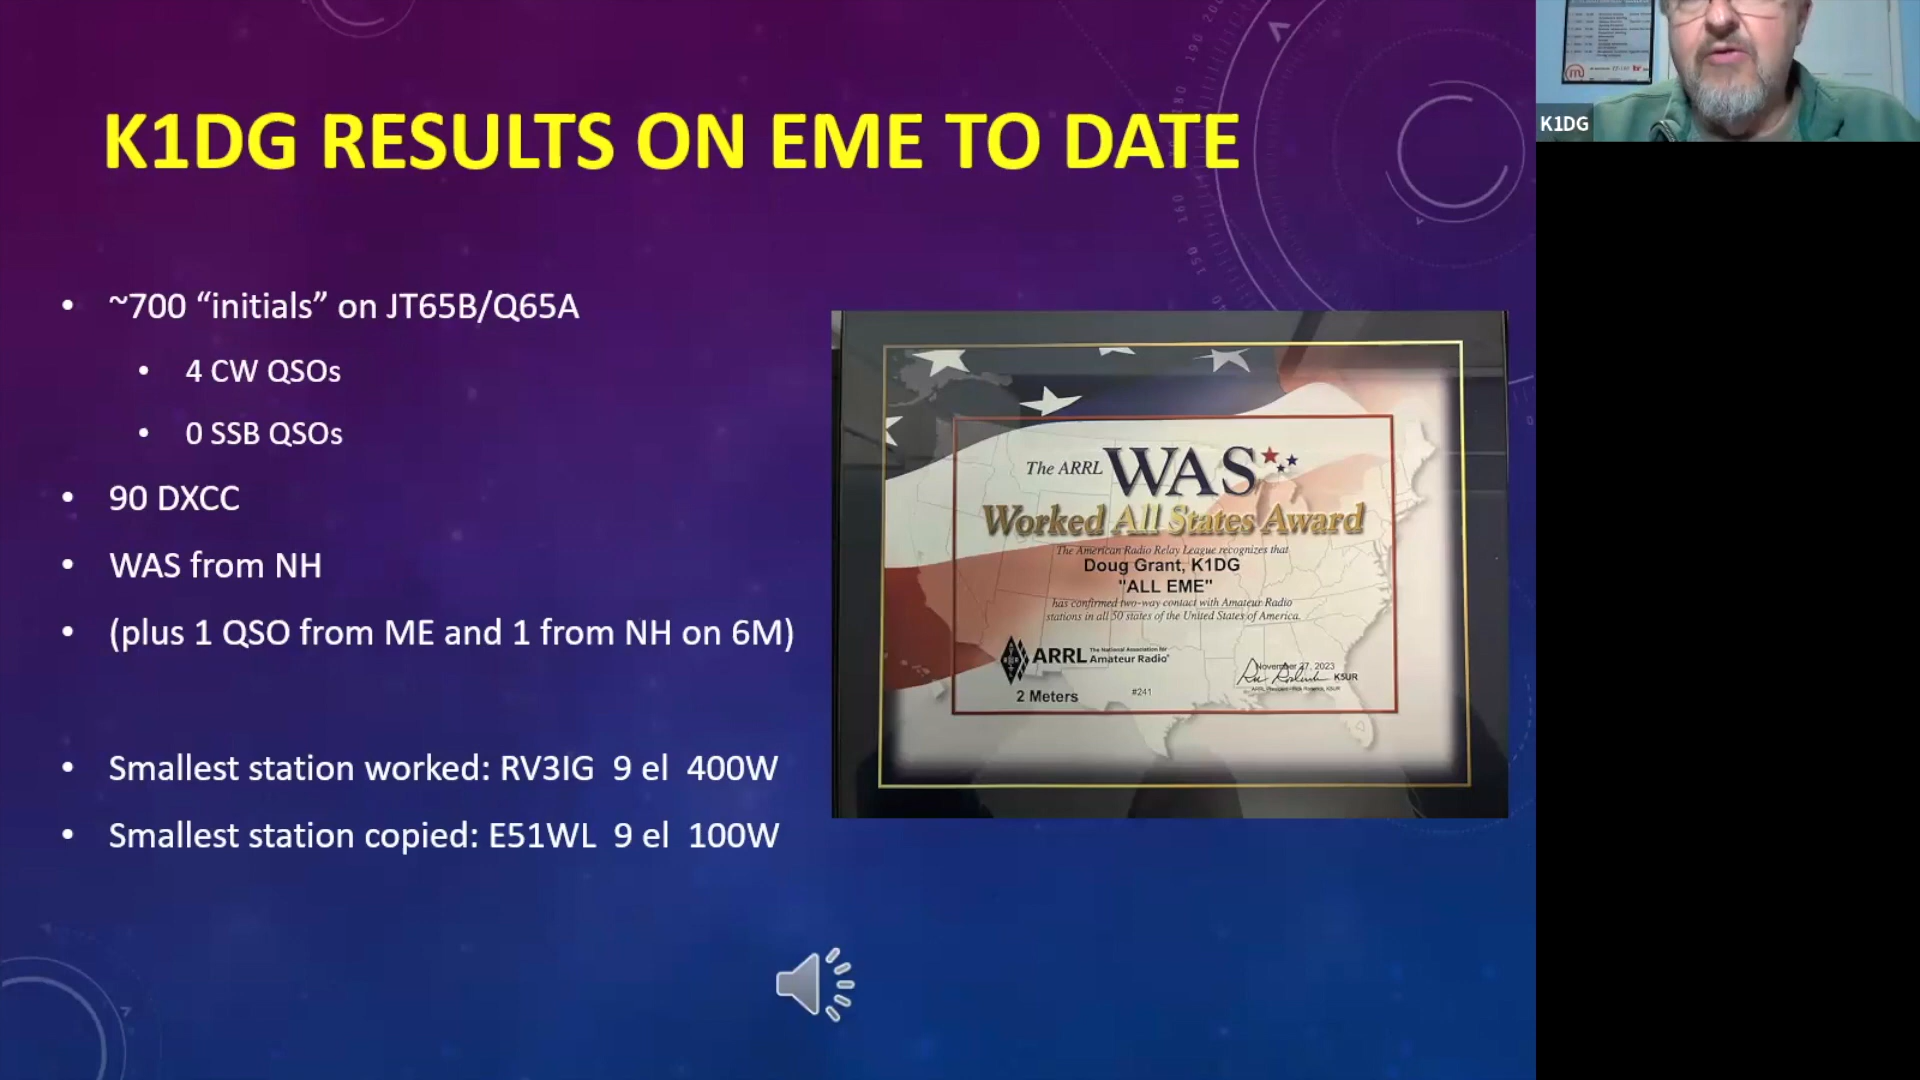 K1DG RESULTS ON EME TO DATE
• ~700 “initials” on JT65B/Q65A
• 4 CW QSOs
• 0 SSB QSOs
• 90 DXCC
• WAS from NH
• (plus 1 QSO from ME and 1 from NH on 6M)
• Smallest station worked: RV3IG 9 el 400W
• Smallest station copied: E51WL 9 el 100W
The ARRL WAS
Worked All States Award
The American Radio Relay League recognizes that
Doug Grant, K1DG
"ALL EME"
has confirmed two-way contact with Amateur Radio
stations in all 50 states of the United States of America.
ARRL The National Association for
Amateur Radio®
November 27, 2023
K5UR
2 Meters
#241
K1DG